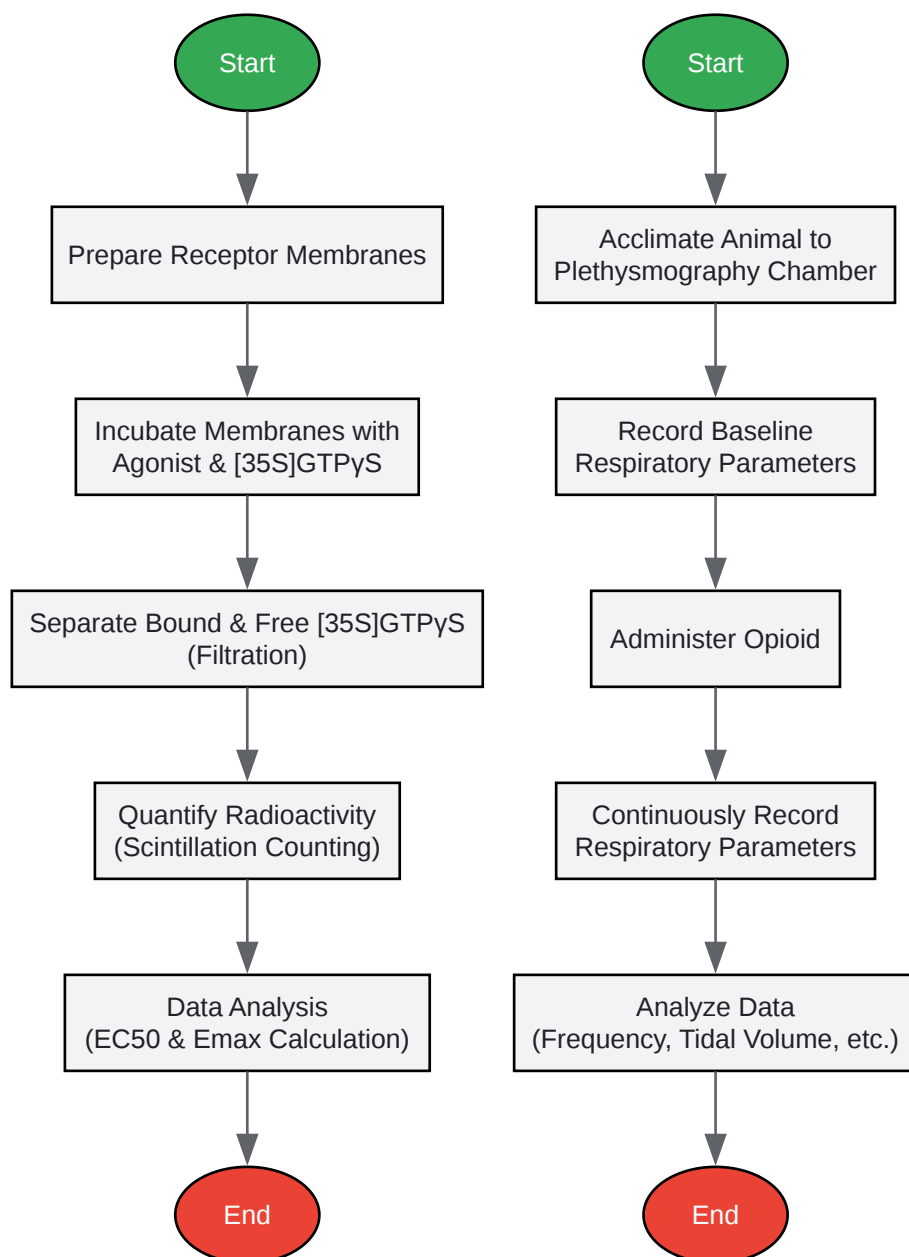 Start
Prepare Receptor Membranes
Incubate Membranes with
Agonist & [35S]GTPγS
Separate Bound & Free [35S]GTPγS
(Filtration)
Quantify Radioactivity
(Scintillation Counting)
Data Analysis
(EC50 & Emax Calculation)
End
Start
Acclimate Animal to
Plethysmography Chamber
Record Baseline
Respiratory Parameters
Administer Opioid
Continuously Record
Respiratory Parameters
Analyze Data
(Frequency, Tidal Volume, etc.)
End